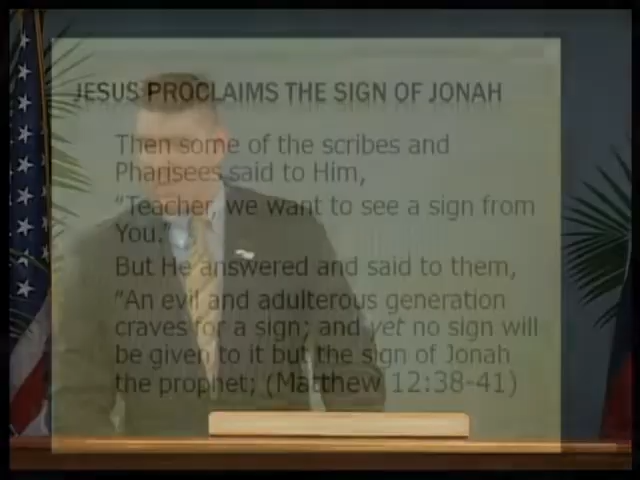 JESUS PROCLAIMS THE SIGN OF JONAH
Then some of the scribes and
Pharisees said to Him,
“Teacher, we want to see a sign from
You.”
But He answered and said to them,
“An evil and adulterous generation
craves for a sign; and yet no sign will
be given to it but the sign of Jonah
the prophet; (Matthew 12:38-41)